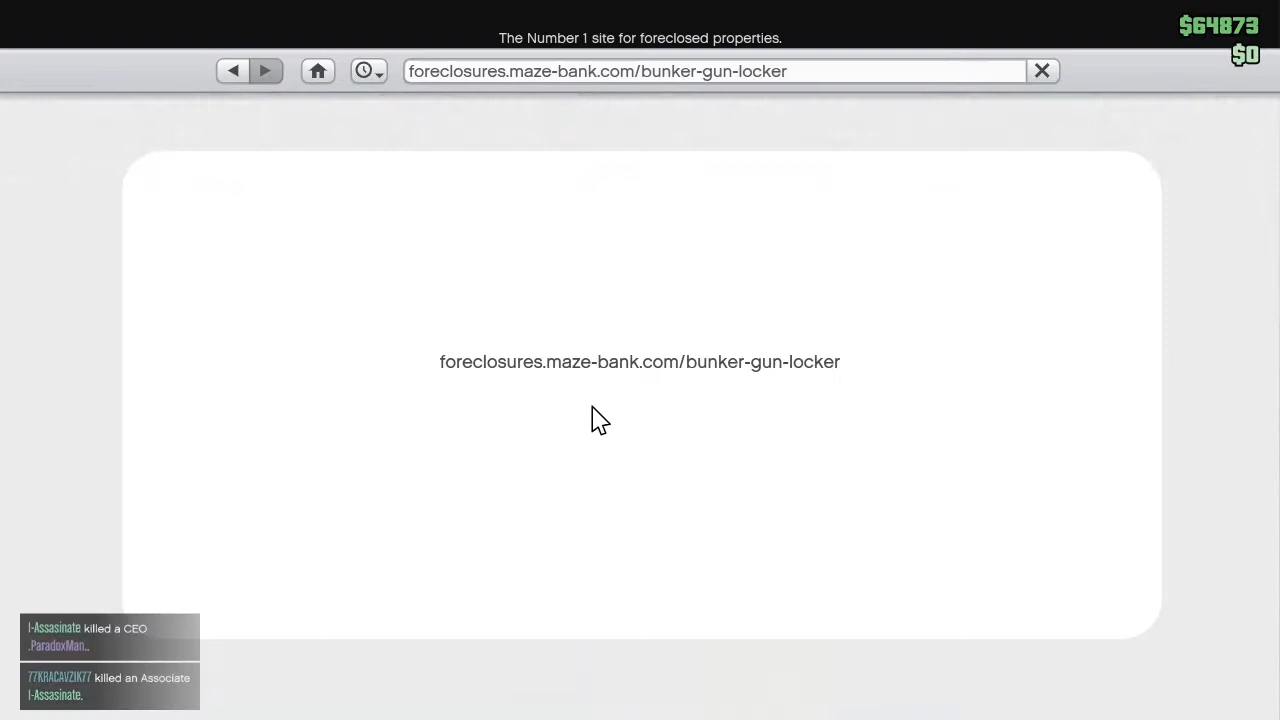 The Number 1 site for foreclosed properties.
$64873
$0
foreclosures.maze-bank.com/bunker-gun-locker
foreclosures.maze-bank.com/bunker-gun-locker
I-Assasinate killed a CEO
.ParadoxMan..
77KRACAVZIK77 killed an Associate
I-Assasinate.